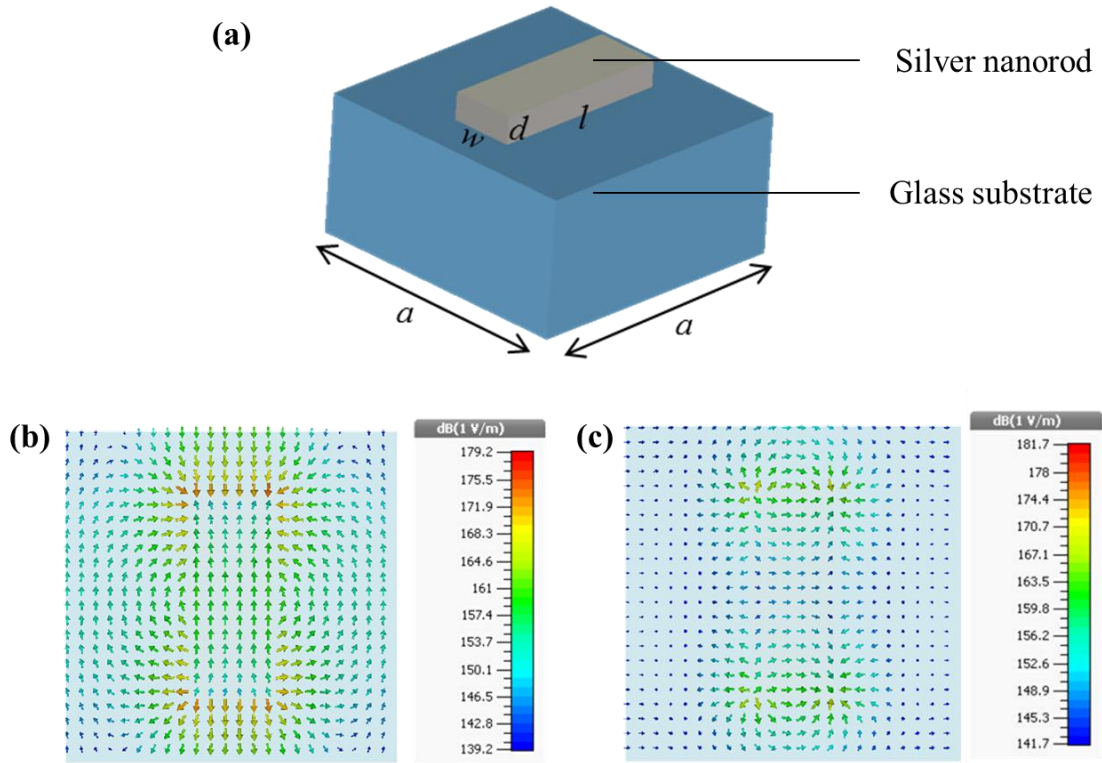 (a)
Silver nanorod
w
d
l
Glass substrate
a
a
(b)
dB(1 V/m)
179.2
175.5
171.9
168.3
164.6
161
157.4
153.7
150.1
146.5
142.8
139.2
(c)
dB(1 V/m)
181.7
178
174.4
170.7
167.1
163.5
159.8
156.2
152.6
148.9
145.3
141.7